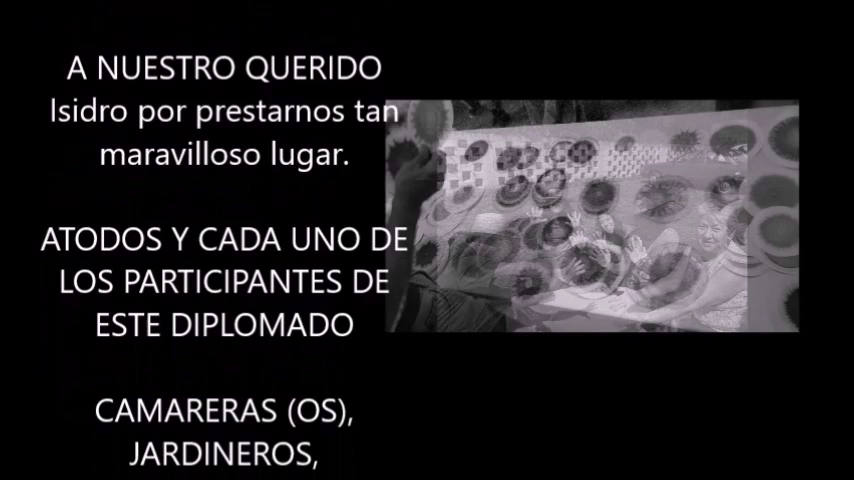 A NUESTRO QUERIDO
Isidro por prestarnos tan
maravilloso lugar.
ATODOS Y CADA UNO DE
LOS PARTICIPANTES DE
ESTE DIPLOMADO
CAMARERAS (OS),
JARDINEROS,